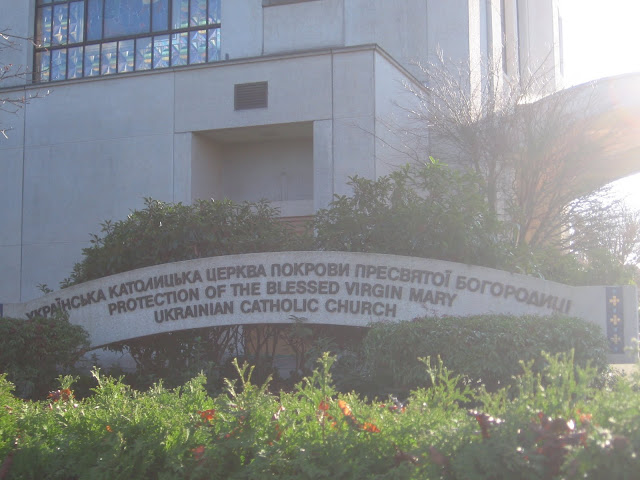 УКРАЇНСЬКА КАТОЛИЦЬКА ЦЕРКВА ПОКРОВИ ПРЕСВЯТОЇ БОГОРОДИЦІ
PROTECTION OF THE BLESSED VIRGIN MARY
UKRAINIAN CATHOLIC CHURCH